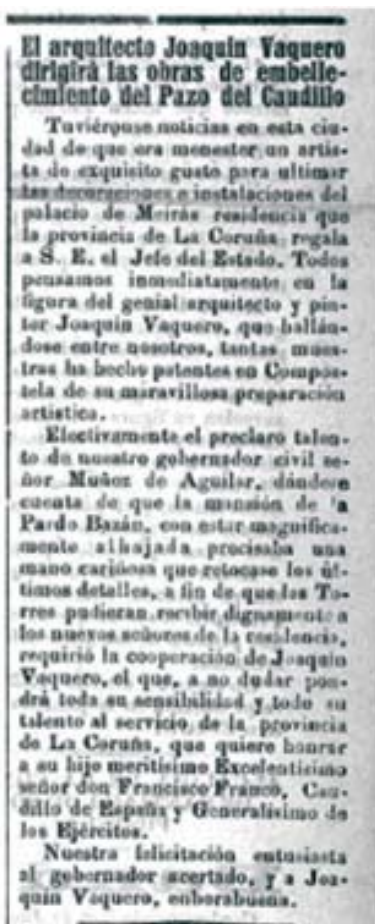 El arquitecto Joaquín Vaquero
dirigirá las obras de embelle-
cimiento del Pazo del Caudillo
Tuviéronse noticias en esta ciu-
dad de que era menester un artis-
ta de exquisito gusto para ultimar
las decoraciones e instalaciones del
palacio de Meirás residencia que
la provincia de La Coruña regala
a S. E. el Jefe del Estado. Todos
pensamos inmediatamente en la
figura del genial arquitecto y pin-
tor Joaquín Vaquero, que hallán-
dose entre nosotros, tantas mues-
tras ha hecho patentes en Compos-
tela de su maravillosa preparación
artística.
Efectivamente el preclaro talen-
to de nuestro gobernador civil se-
ñor Muñoz de Aguilar, dándose
cuenta de que la mansión de 'a
Pardo Bazán, con estar magnífica-
mente alhajada precisaba una
mano cariñosa que retocase los úl-
timos detalles, a fin de que las To-
rres pudieran recibir dignamente a
los nuevos señores de la residencia,
requirió la cooperación de Joaquín
Vaquero, el que, a no dudar pon-
drá toda su sensibilidad y todo su
talento al servicio de la provincia
de La Coruña, que quiere honrar
a su hijo meritísimo Excelentísimo
señor don Francisco Franco, Cau-
dillo de España y Generalísimo de
los Ejércitos.
Nuestra felicitación entusiasta
al gobernador acertado, y a Joa-
quín Vaquero, enhorabuena.